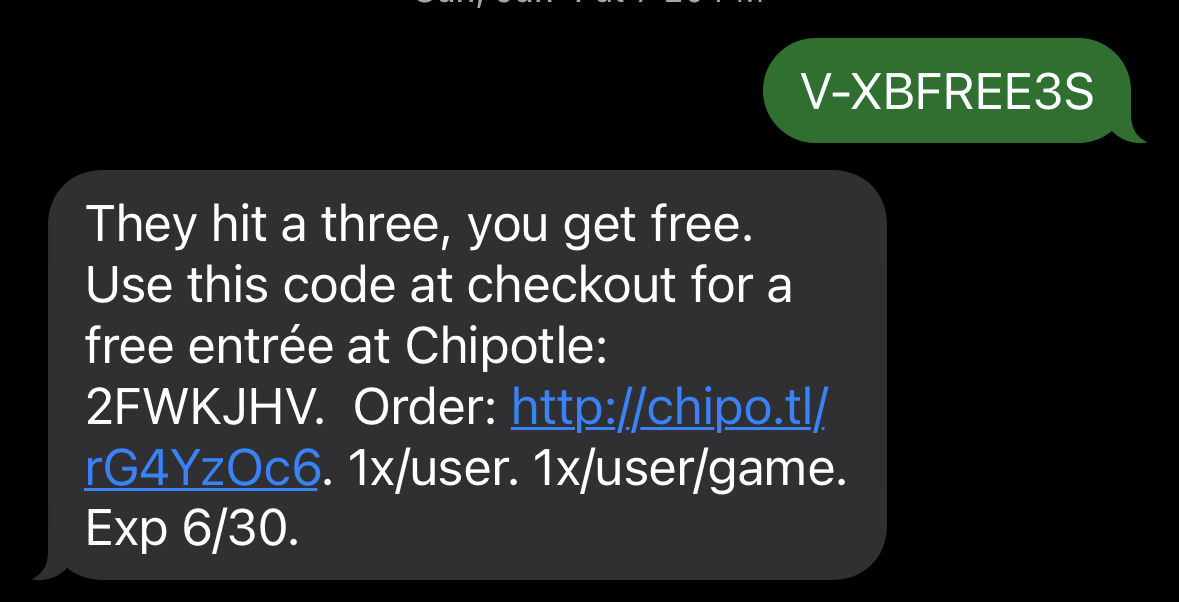 V-XBFREE3S
They hit a three, you get free.
Use this code at checkout for a
free entrée at Chipotle:
2FWKJHV.  Order: http://chipo.tl/
rG4YzOc6. 1x/user. 1x/user/game.
Exp 6/30.